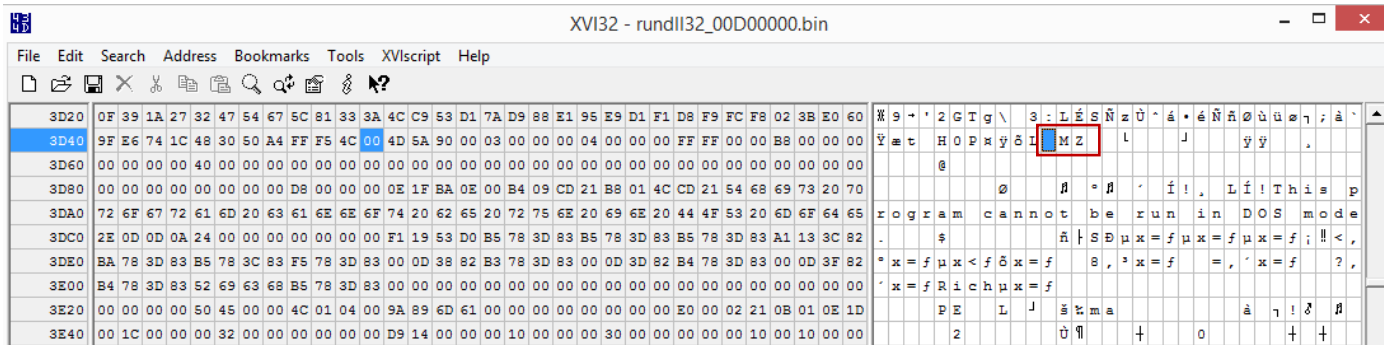 XVI32 - rundll32_00D00000.bin
File Edit Search Address Bookmarks Tools XVIscript Help
3D20 0F 39 1A 27 32 47 54 67 5C 81 33 3A 4C C9 53 D1 7A D9 88 E1 95 E9 D1 F1 D8 F9 FC F8 02 3B E0 60 9 → ' 2 G T g \ 3 : L É S Ñ z Ù ˆ á • é Ñ ñ Ø ù ü ø ┐ ; à `
3D40 9F E6 74 1C 48 30 50 A4 FF F5 4C 00 4D 5A 90 00 03 00 00 00 04 00 00 00 FF FF 00 00 B8 00 00 00 Ÿ æ t H 0 P ¤ ÿ õ L M Z └ ┘ ÿ ÿ ¸
3D60 00 00 00 00 40 00 00 00 00 00 00 00 00 00 00 00 00 00 00 00 00 00 00 00 00 00 00 00 00 00 00 00 @
3D80 00 00 00 00 00 00 00 00 D8 00 00 00 0E 1F BA 0E 00 B4 09 CD 21 B8 01 4C CD 21 54 68 69 73 20 70 Ø ♫ º ♫ ´ Í ! ¸ L Í ! T h i s p
3DA0 72 6F 67 72 61 6D 20 63 61 6E 6E 6F 74 20 62 65 20 72 75 6E 20 69 6E 20 44 4F 53 20 6D 6F 64 65 r o g r a m c a n n o t b e r u n i n D O S m o d e
3DC0 2E 0D 0D 0A 24 00 00 00 00 00 00 00 F1 19 53 D0 B5 78 3D 83 B5 78 3D 83 B5 78 3D 83 A1 13 3C 82 . $ ñ ├ S Ð µ x = ƒ µ x = ƒ µ x = ƒ ¡ ‼ < ‚
3DE0 BA 78 3D 83 B5 78 3C 83 F5 78 3D 83 00 0D 38 82 B3 78 3D 83 00 0D 3D 82 B4 78 3D 83 00 0D 3F 82 º x = ƒ µ x < ƒ õ x = ƒ 8 ‚ ³ x = ƒ = ‚ ´ x = ƒ ? ‚
3E00 B4 78 3D 83 52 69 63 68 B5 78 3D 83 00 00 00 00 00 00 00 00 00 00 00 00 00 00 00 00 00 00 00 00 ´ x = ƒ R i c h µ x = ƒ
3E20 00 00 00 00 50 45 00 00 4C 01 04 00 9A 89 6D 61 00 00 00 00 00 00 00 00 E0 00 02 21 0B 01 0E 1D P E L ┘ š ‰ m a à ┐ ! ♂ ♫
3E40 00 1C 00 00 00 32 00 00 00 00 00 00 D9 14 00 00 00 10 00 00 00 30 00 00 00 00 00 10 00 10 00 00 2 Ù ¶ ┼ 0 ┼ ┼